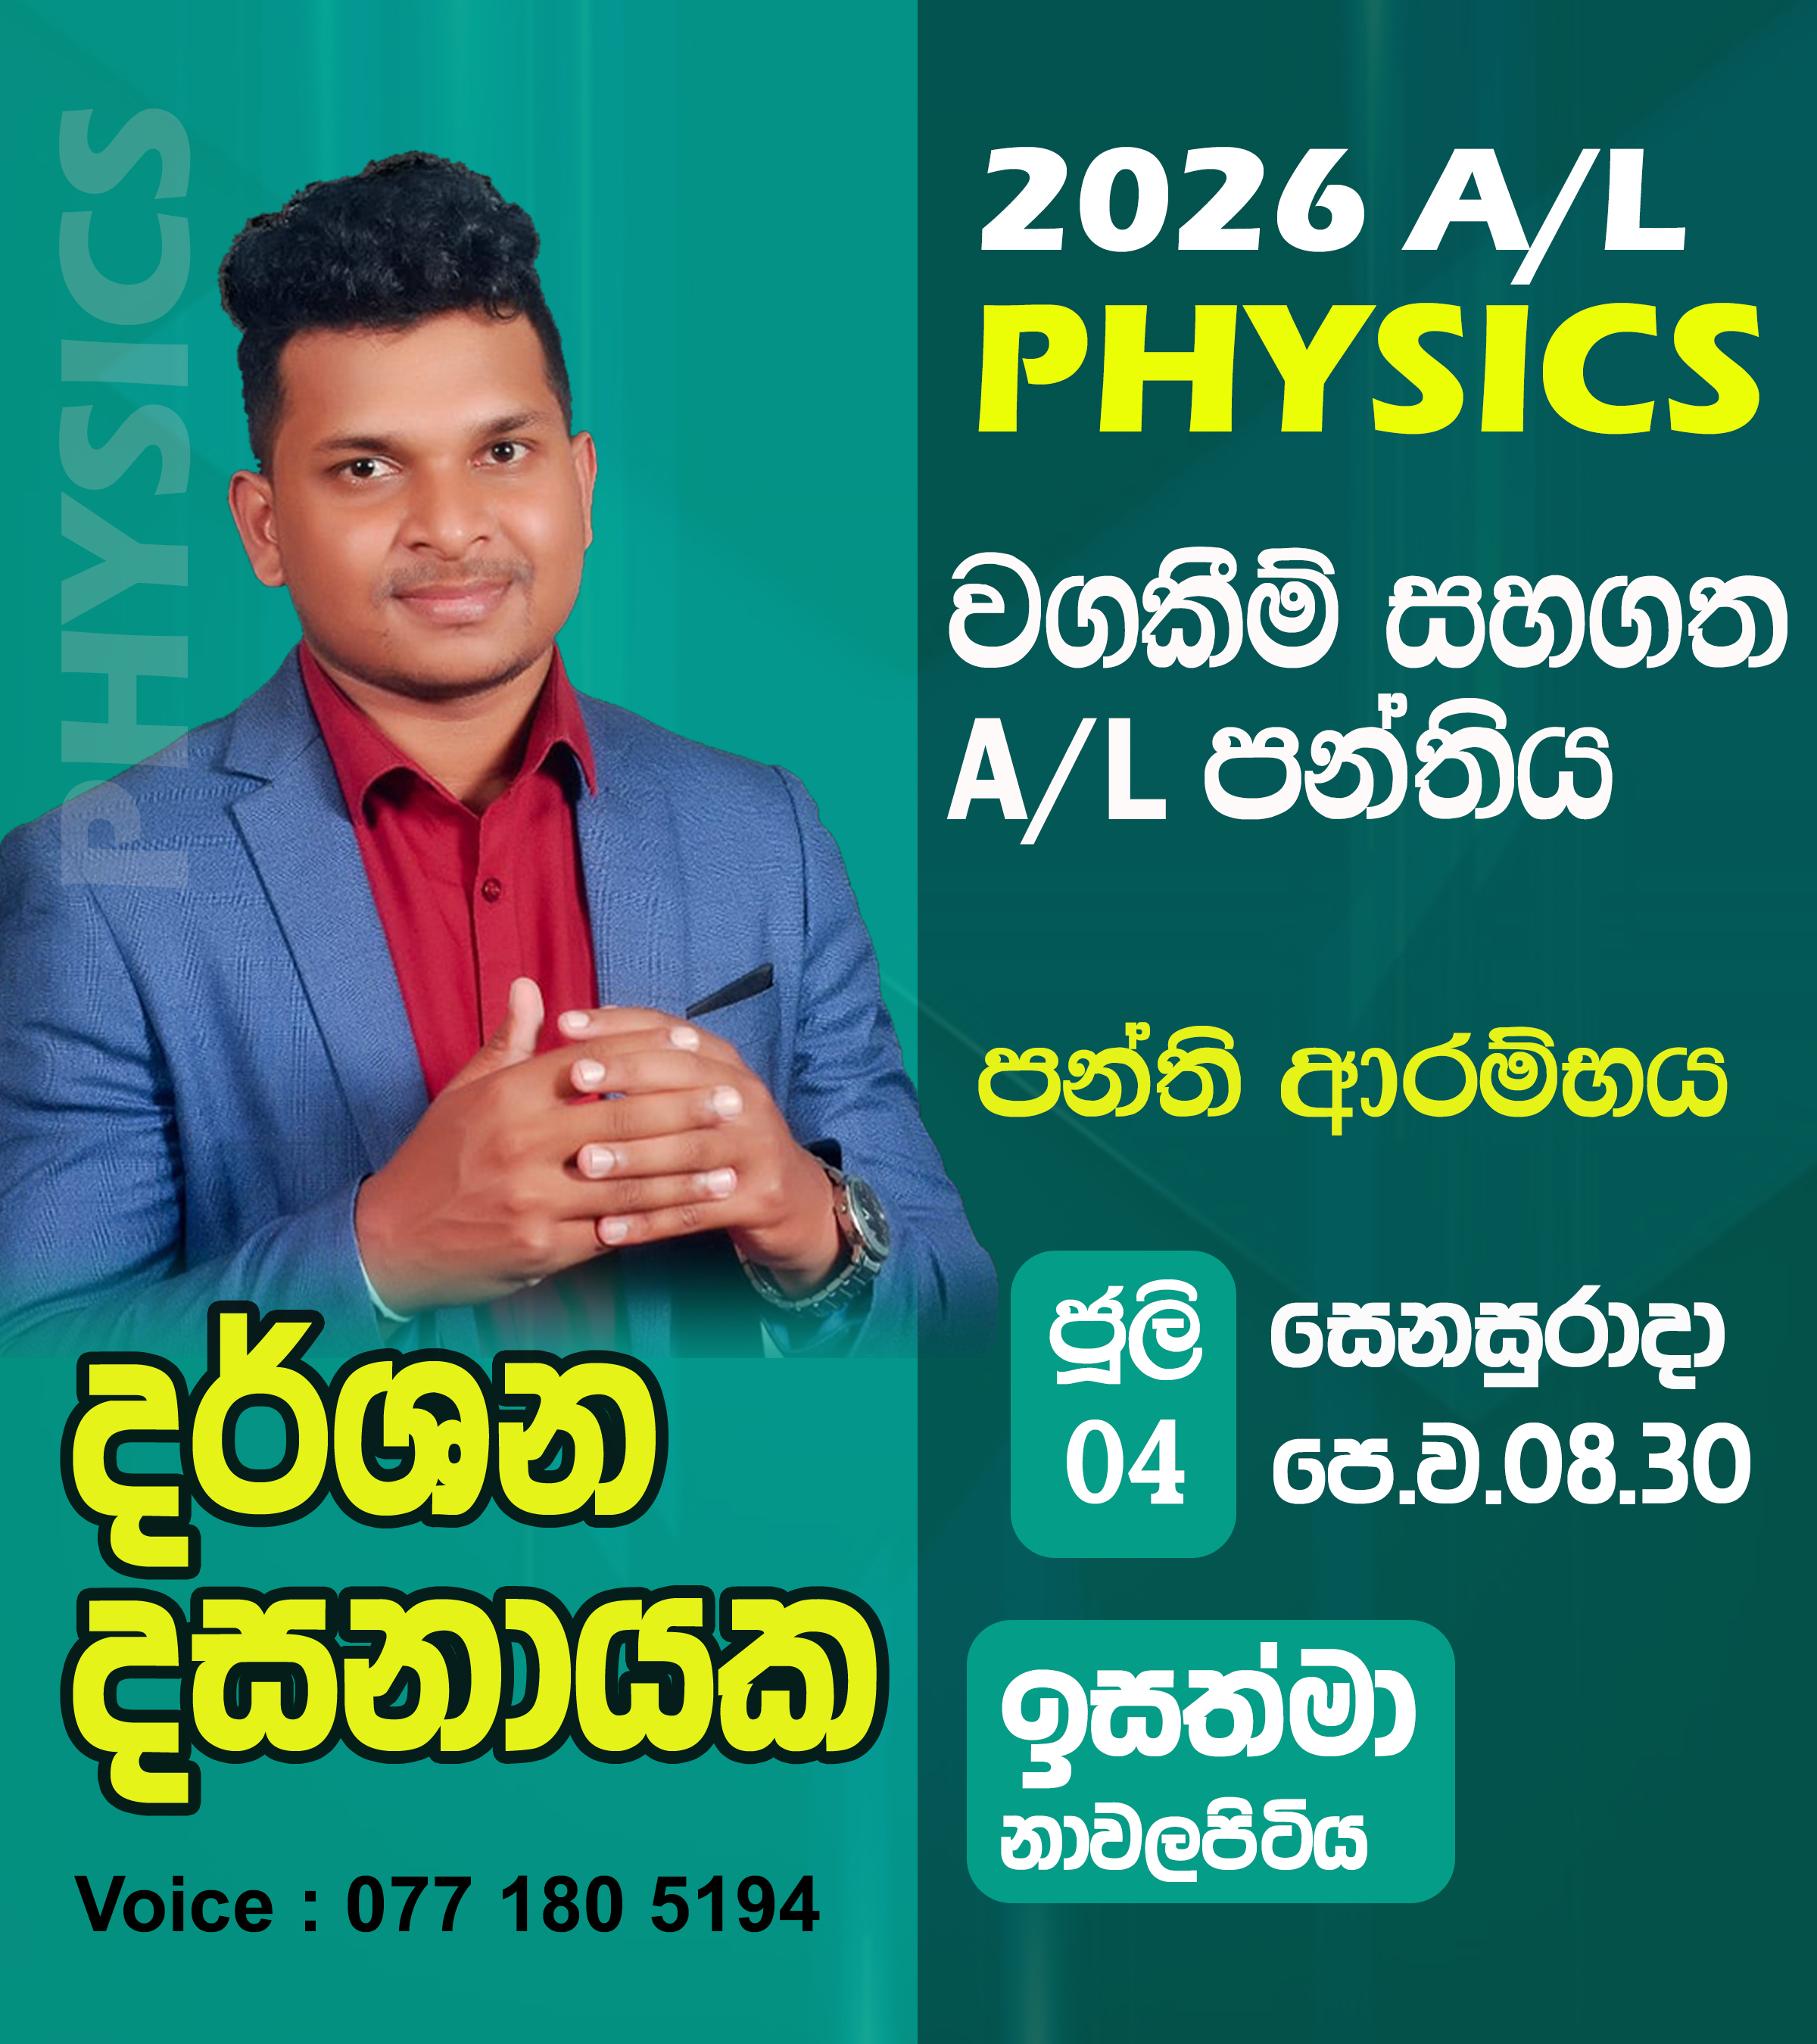 PHYSICS
2026 A/L
PHYSICS
වගකීම් සහගත
A/L පන්තිය
පන්ති ආරම්භය
ජූලි
04
සෙනසුරාදා
පෙ.ව.08.30
ඉසත්මා
නාවලපිටිය
දර්ශන
දසනායක
Voice : 077 180 5194